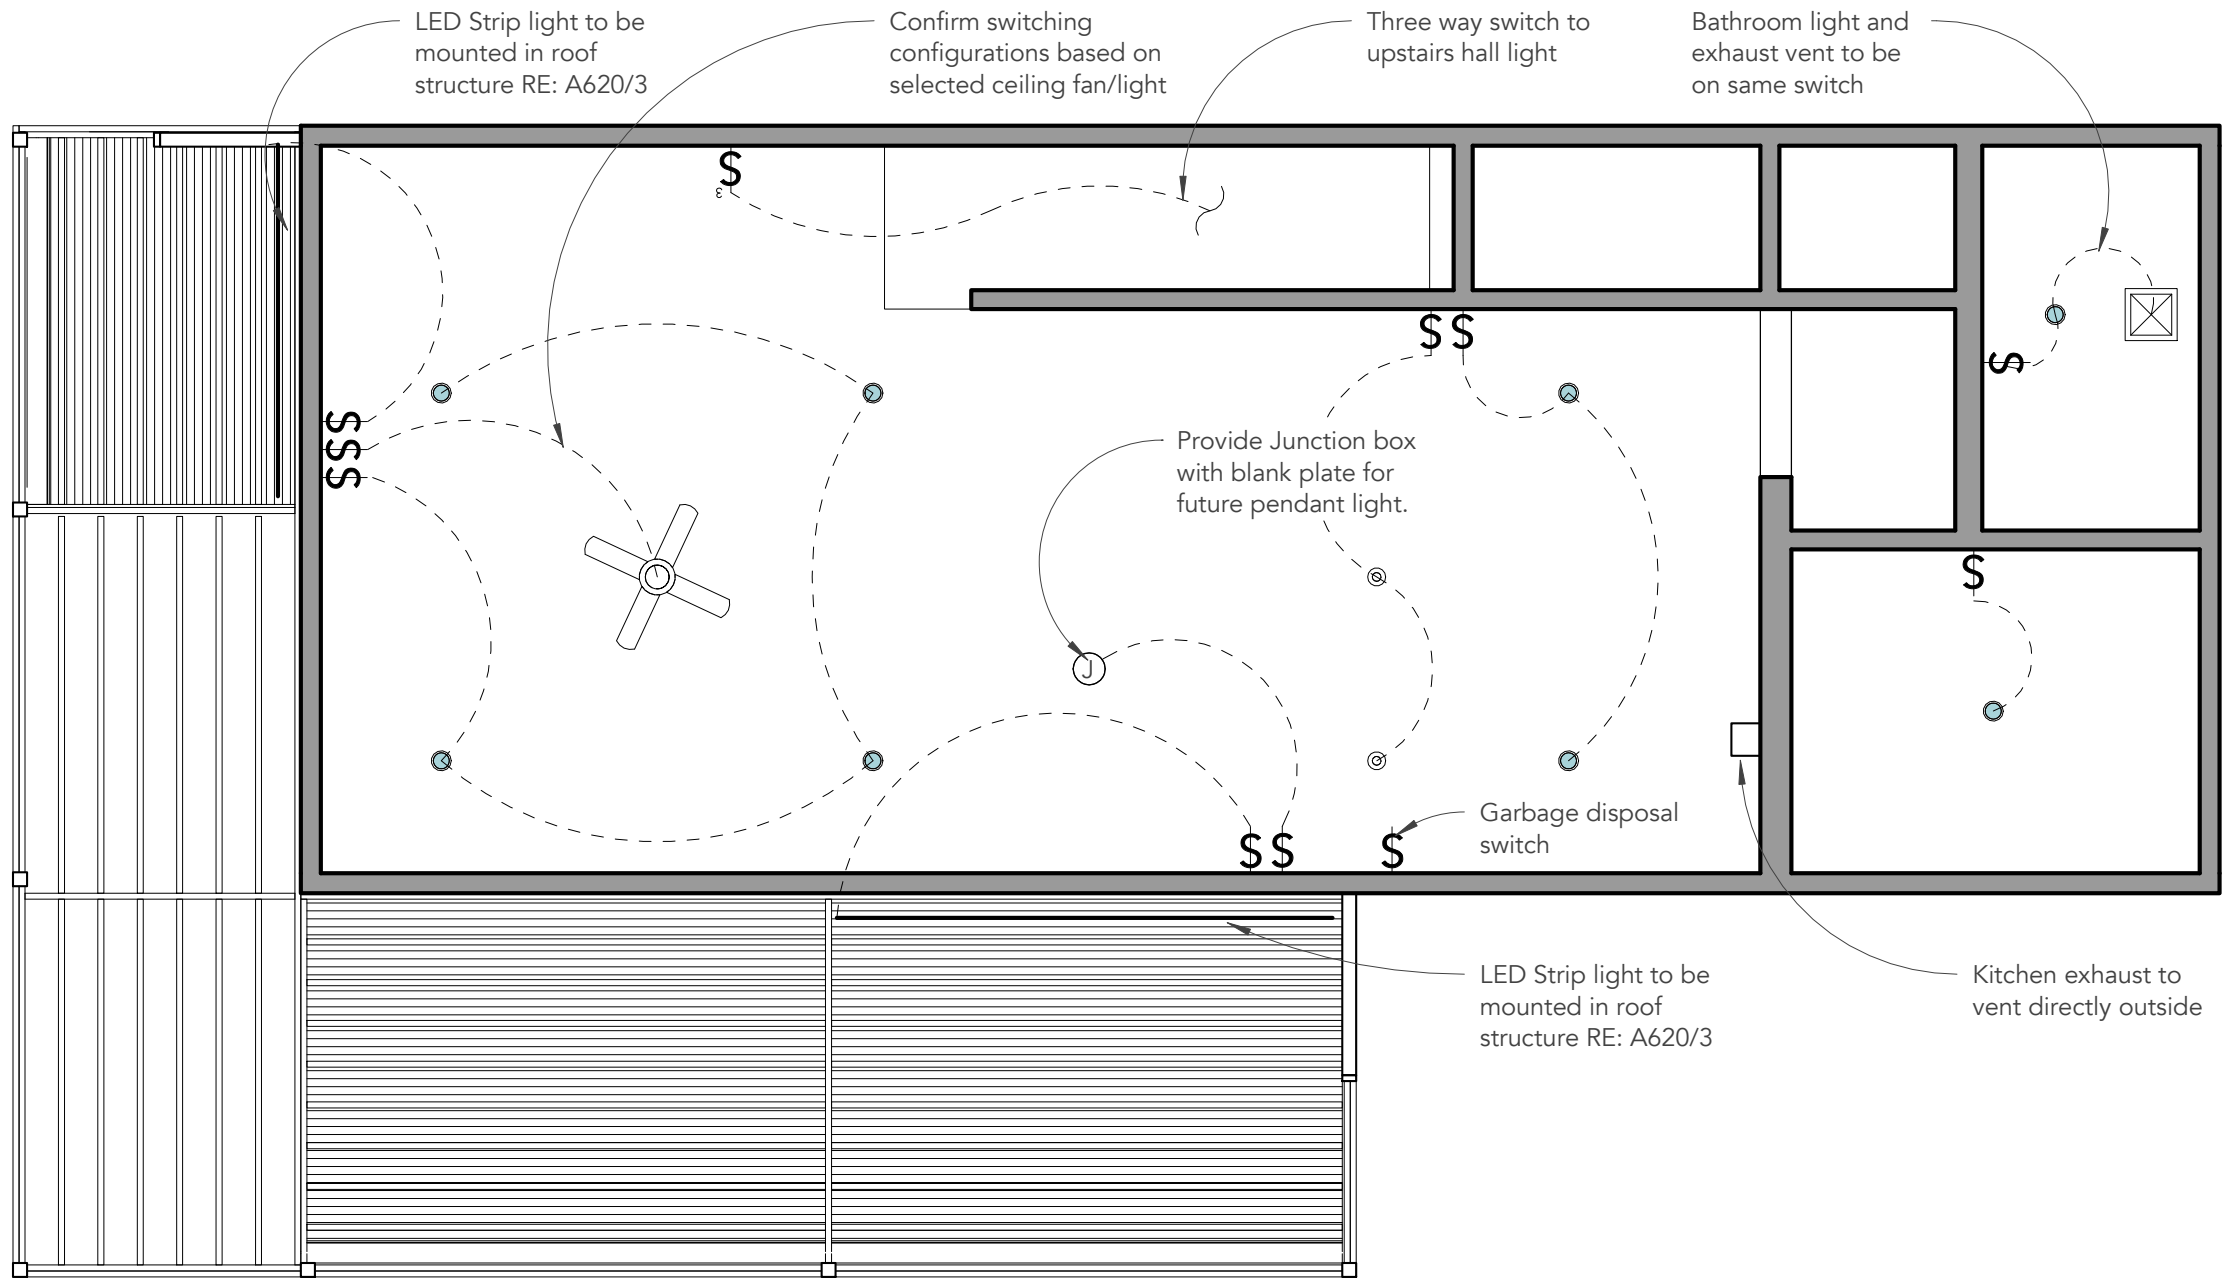 LED Strip light to be
mounted in roof
structure RE: A620/3
Confirm switching
configurations based on
selected ceiling fan/light
Three way switch to
upstairs hall light
Bathroom light and
exhaust vent to be
on same switch
$
3
$
$
$
$
$
$
Provide Junction box
with blank plate for
future pendant light.
$
J
Garbage disposal
switch
$
$
$
LED Strip light to be
mounted in roof
structure RE: A620/3
Kitchen exhaust to
vent directly outside